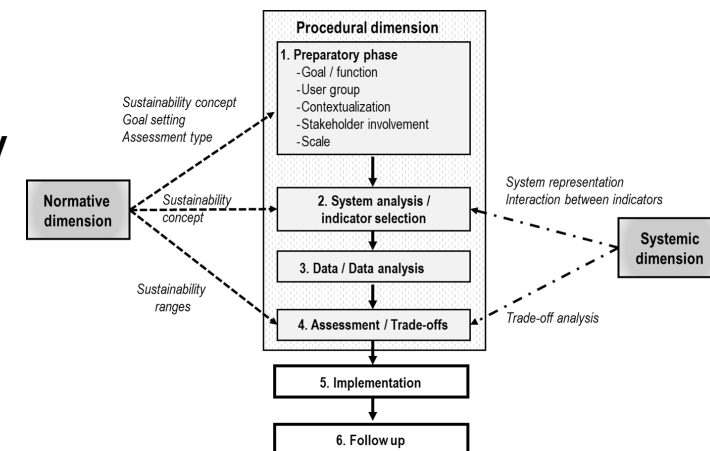 Procedural dimension
1. Preparatory phase
-Goal / function
-User group
-Contextualization
-Stakeholder involvement
-Scale
Sustainability concept
Goal setting
Assessment type
Normative
dimension
Sustainability
concept
2. System analysis /
indicator selection
System representation
Interaction between indicators
Systemic
dimension
3. Data / Data analysis
Sustainability
ranges
4. Assessment / Trade-offs
Trade-off analysis
5. Implementation
6. Follow up